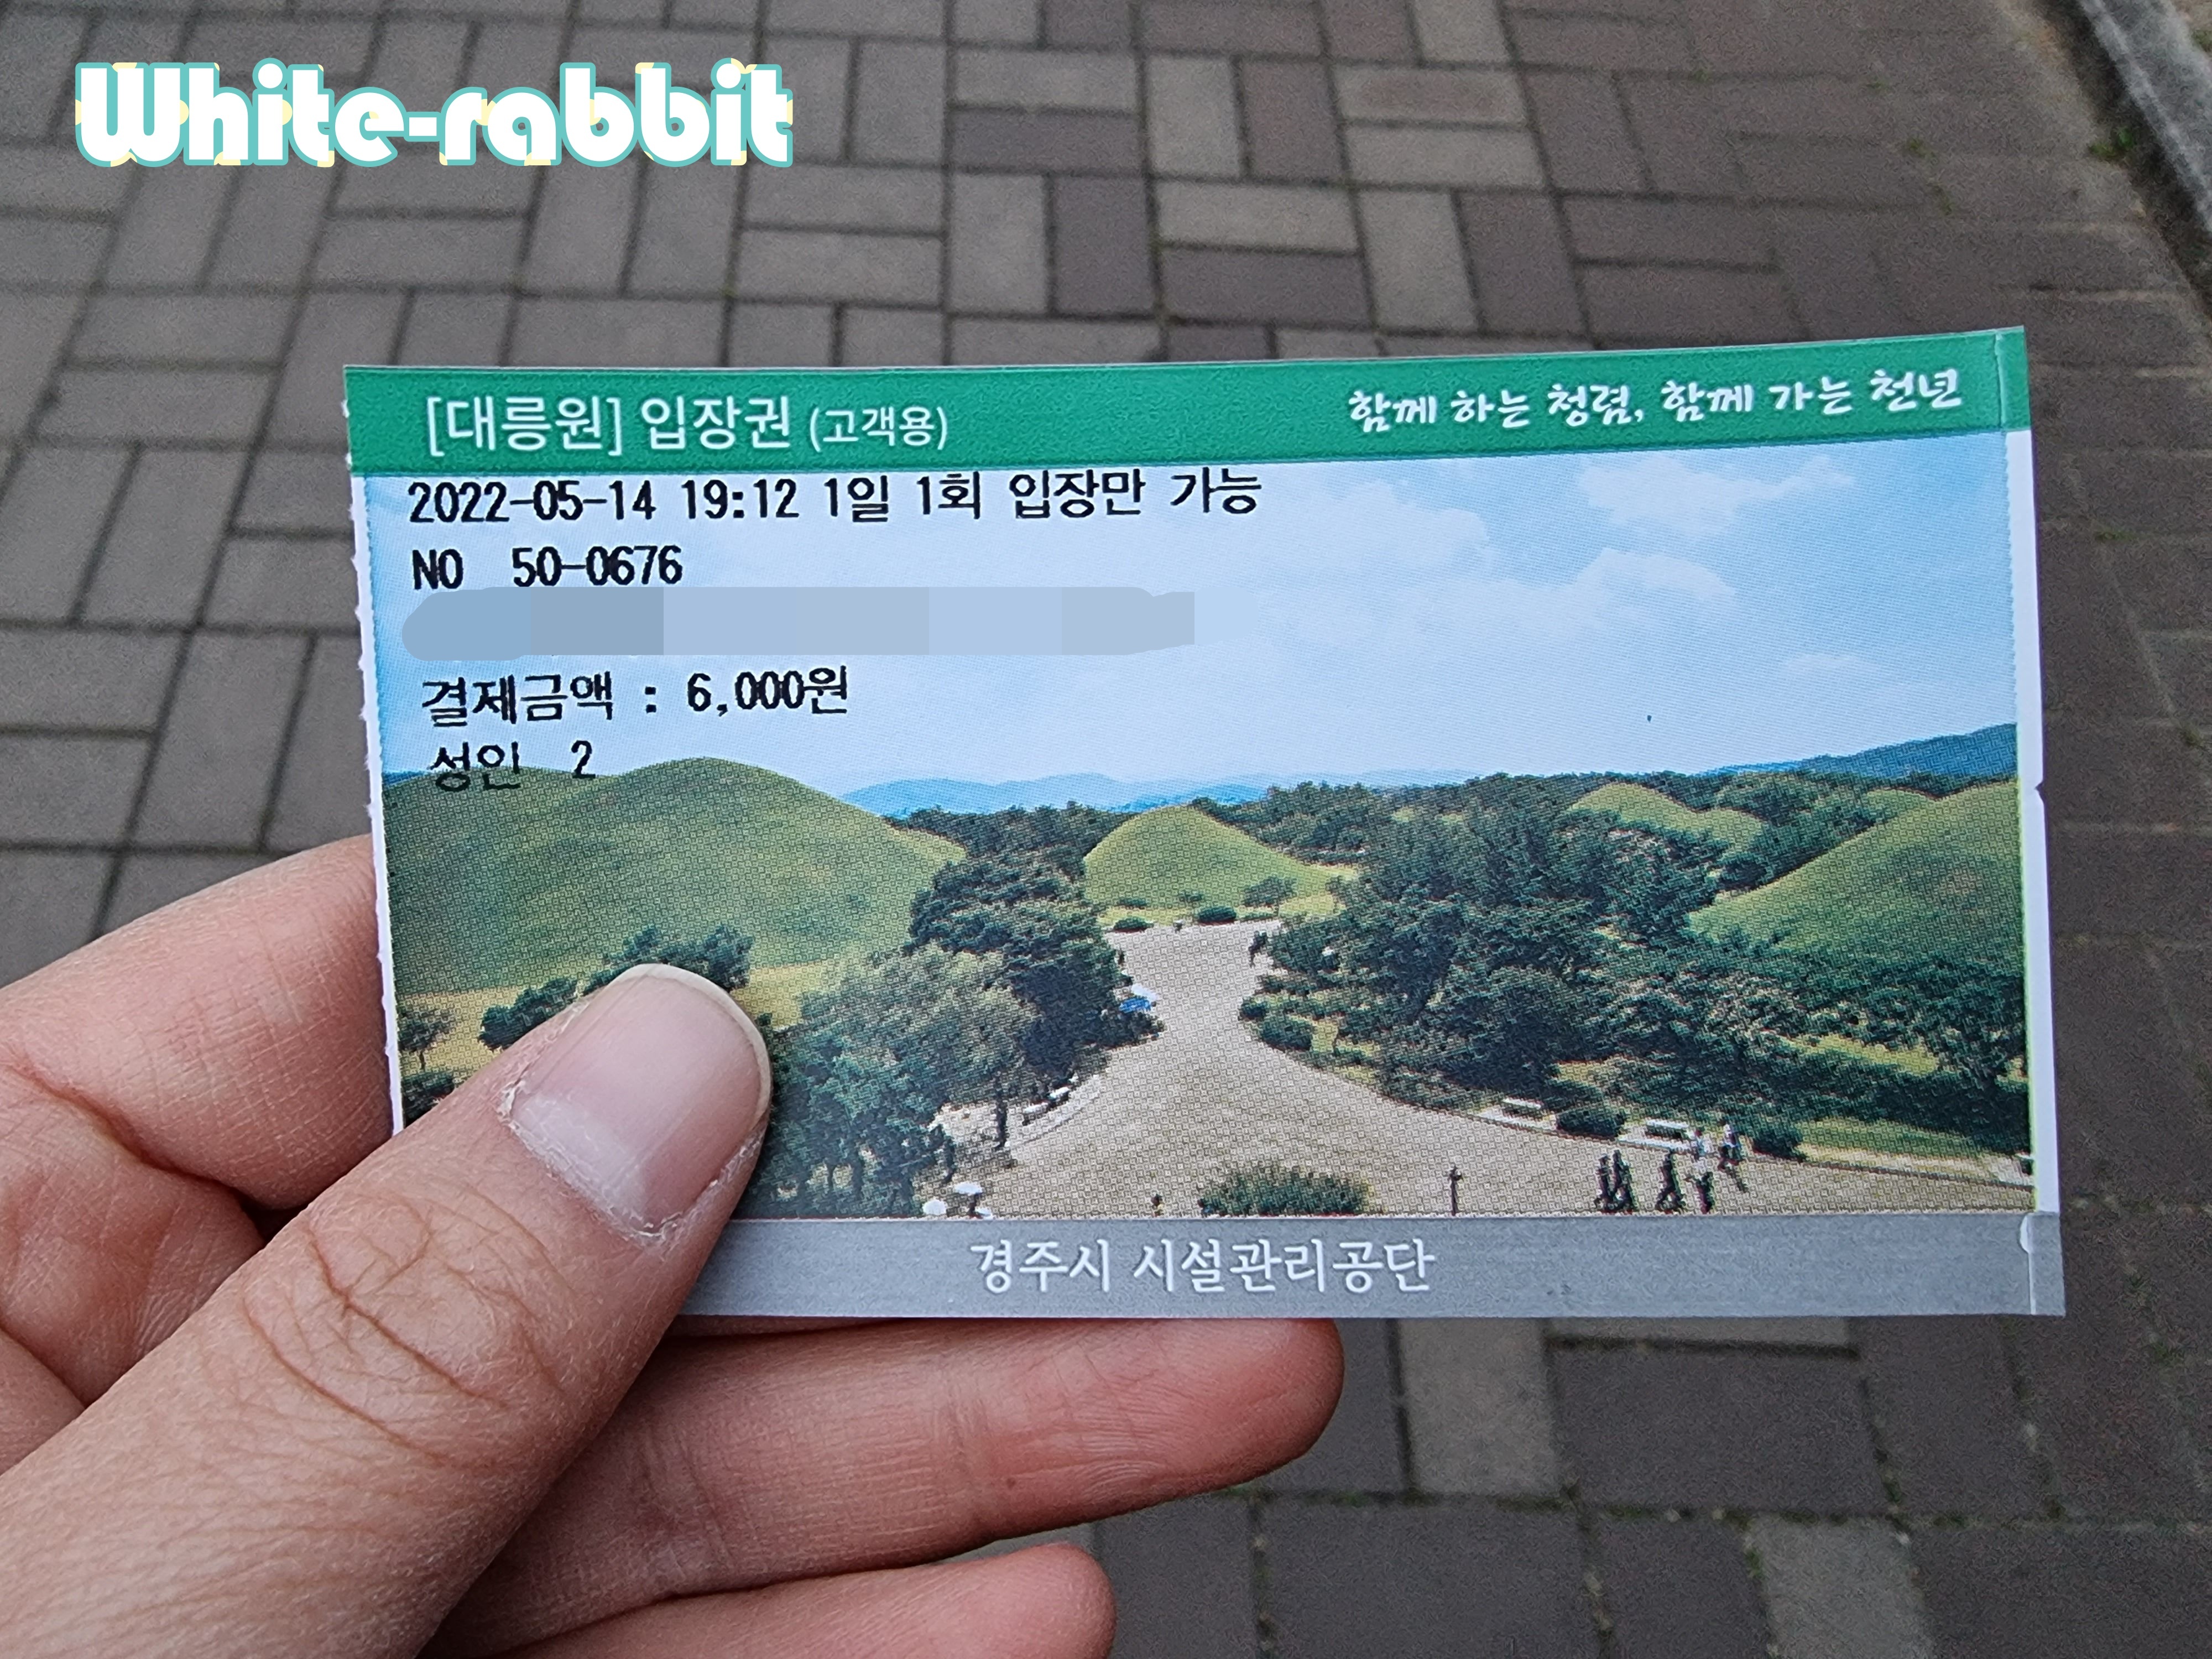 White-rabbit
[대릉원] 입장권 (고객용)
함께 하는 청렴, 함께 가는 천년
2022-05-14 19:12 1일 1회 입장만 가능
NO 50-0676
결제금액 : 6,000원
성인 2
경주시 시설관리공단